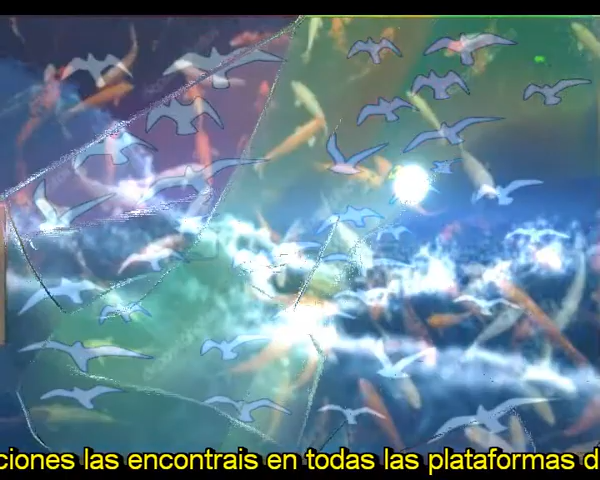 ciones las encontrais en todas las plataformas d